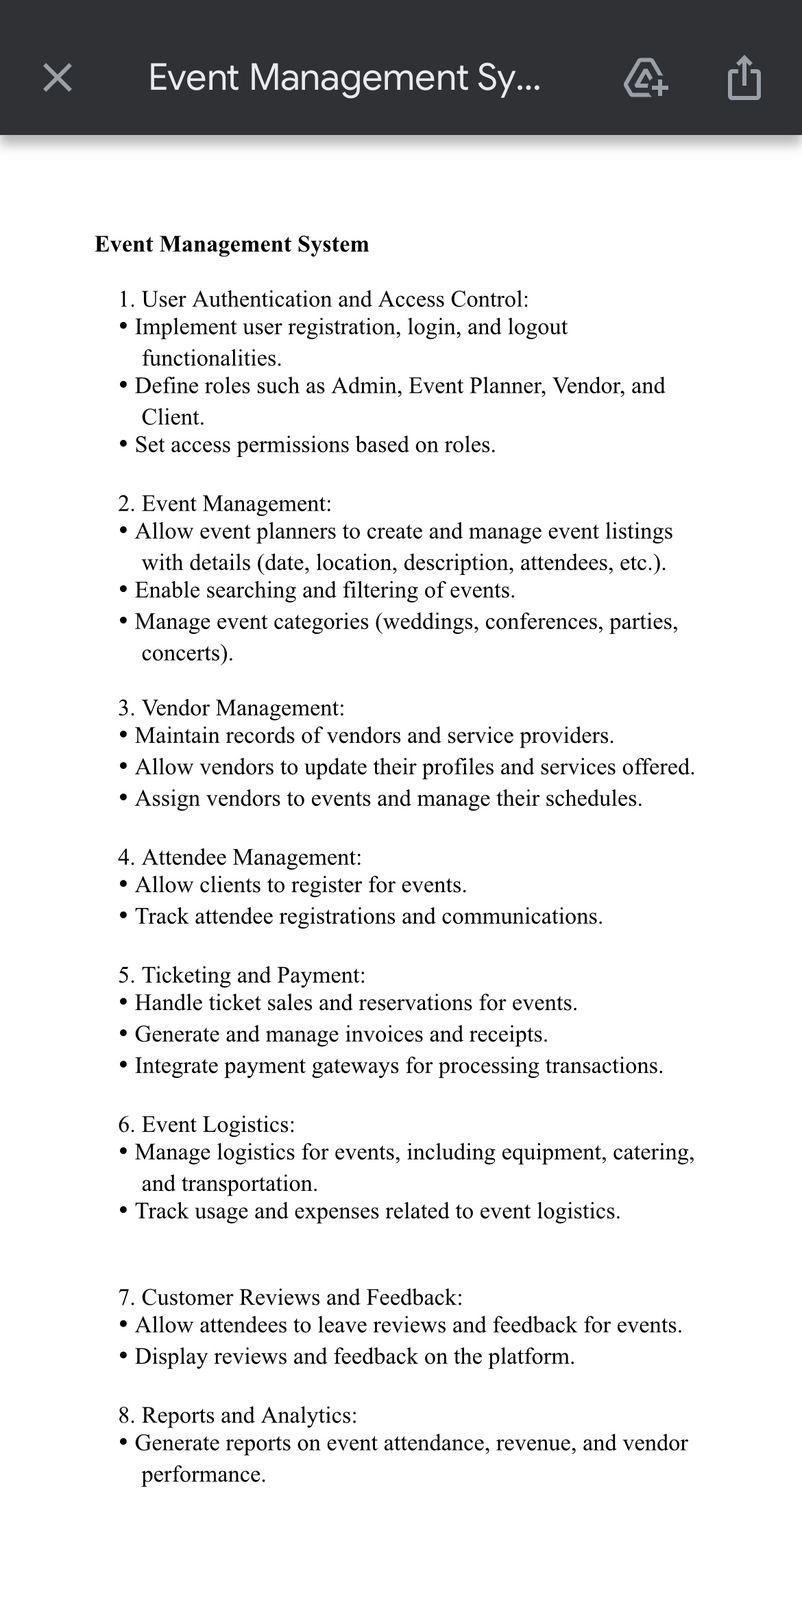 Event Management Sy...
Event Management System
1. User Authentication and Access Control:
• Implement user registration, login, and logout
functionalities.
• Define roles such as Admin, Event Planner, Vendor, and
Client.
• Set access permissions based on roles.
2. Event Management:
• Allow event planners to create and manage event listings
with details (date, location, description, attendees, etc.).
• Enable searching and filtering of events.
• Manage event categories (weddings, conferences, parties,
concerts).
3. Vendor Management:
• Maintain records of vendors and service providers.
• Allow vendors to update their profiles and services offered.
• Assign vendors to events and manage their schedules.
4. Attendee Management:
• Allow clients to register for events.
• Track attendee registrations and communications.
5. Ticketing and Payment:
• Handle ticket sales and reservations for events.
• Generate and manage invoices and receipts.
• Integrate payment gateways for processing transactions.
6. Event Logistics:
• Manage logistics for events, including equipment, catering,
and transportation.
• Track usage and expenses related to event logistics.
7. Customer Reviews and Feedback:
• Allow attendees to leave reviews and feedback for events.
• Display reviews and feedback on the platform.
8. Reports and Analytics:
• Generate reports on event attendance, revenue, and vendor
performance.